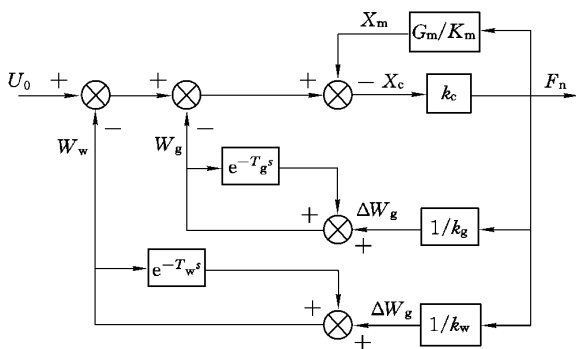 X_m
G_m/K_m
U_0 + + + − X_c k_c F_n
− −
W_w W_g e^{-T_g s}
+ ΔW_g 1/k_g
+
e^{-T_w s}
+ ΔW_g 1/k_w
+